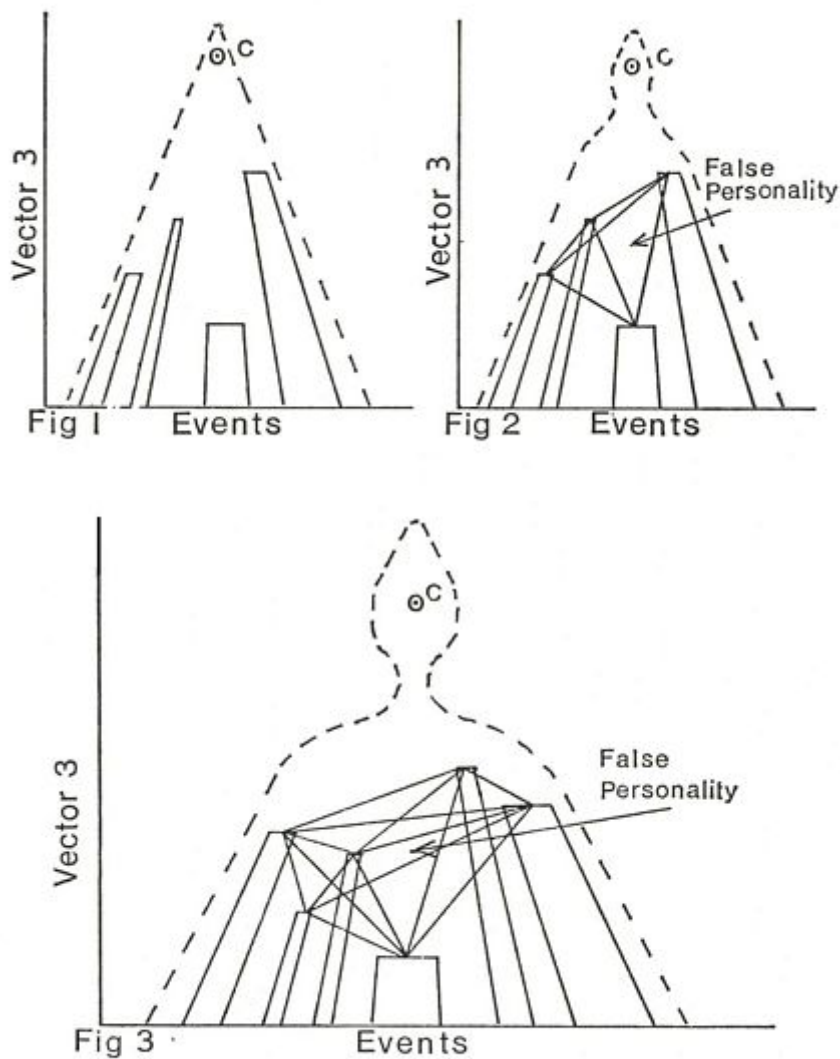 C
Vector 3
Fig 1 Events
C
Vector 3
False
Personality
Fig 2 Events
C
Vector 3
False
Personality
Fig 3 Events